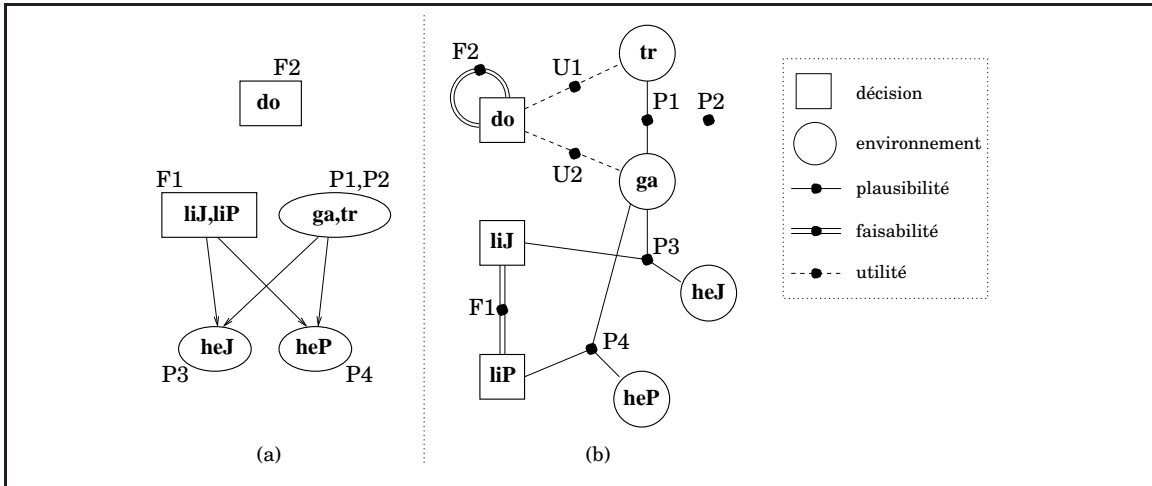 F2
do
F1
P1,P2
liJ,liP
ga,tr
heJ
heP
P3
P4
(a)
F2
U1
tr
do
P1
P2
U2
ga
liJ
P3
heJ
F1
P4
liP
heP
(b)
décision
environnement
plausibilité
faisabilité
utilité